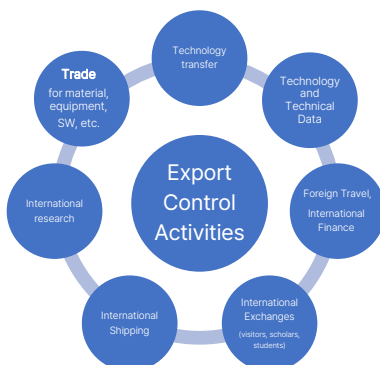 Technology
transfer
Trade
for material,
equipment,
SW, etc.
Technology
and
Technical
Data
Export
Control
Activities
International
research
Foreign Travel,
International
Finance
International
Shipping
International
Exchanges
(visitors, scholars,
students)